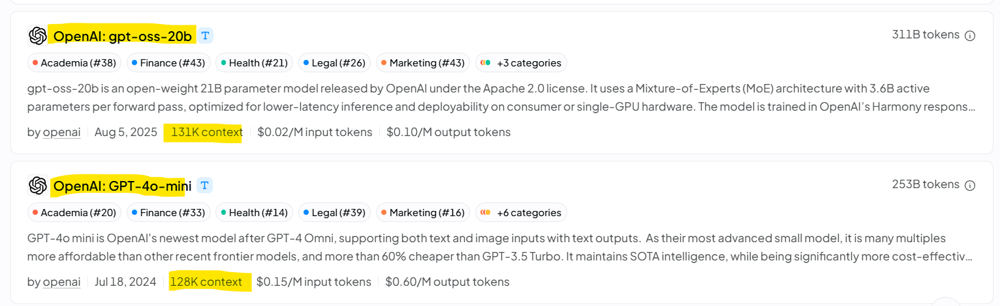 OpenAI: gpt-oss-20b T 311B tokens
Academia (#38) Finance (#43) Health (#21) Legal (#26) Marketing (#43) +3 categories
gpt-oss-20b is an open-weight 21B parameter model released by OpenAI under the Apache 2.0 license. It uses a Mixture-of-Experts (MoE) architecture with 3.6B active
parameters per forward pass, optimized for lower-latency inference and deployability on consumer or single-GPU hardware. The model is trained in OpenAI’s Harmony respons…
by openai Aug 5, 2025 131K context $0.02/M input tokens $0.10/M output tokens
OpenAI: GPT-4o-mini T 253B tokens
Academia (#20) Finance (#33) Health (#14) Legal (#39) Marketing (#16) +6 categories
GPT-4o mini is OpenAI's newest model after GPT-4 Omni, supporting both text and image inputs with text outputs. As their most advanced small model, it is many multiples
more affordable than other recent frontier models, and more than 60% cheaper than GPT-3.5 Turbo. It maintains SOTA intelligence, while being significantly more cost-effectiv…
by openai Jul 18, 2024 128K context $0.15/M input tokens $0.60/M output tokens